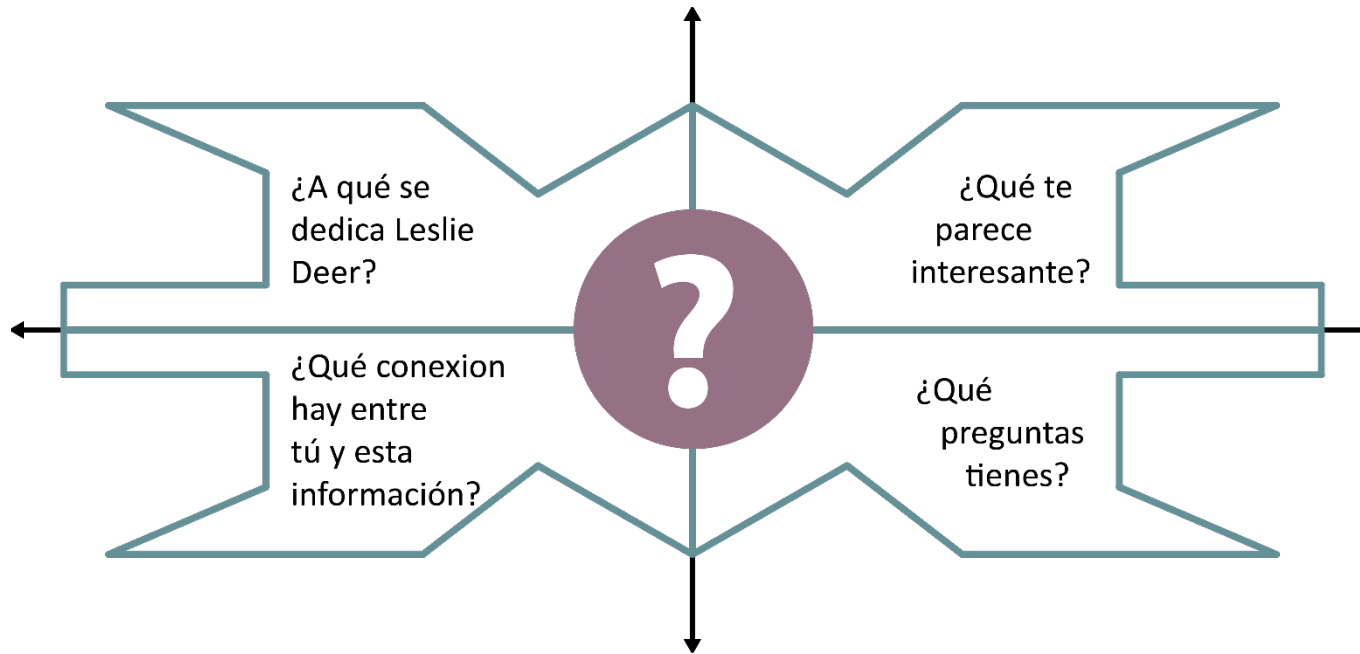 ¿A qué se
dedica Leslie
Deer?
¿Qué te
parece
interesante?
¿Qué conexion
hay entre
tú y esta
información?
¿Qué
preguntas
tienes?
?